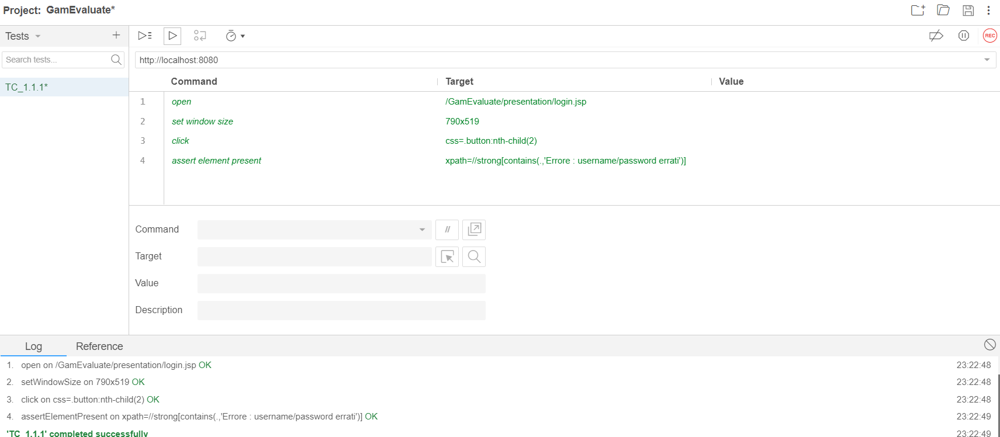 Project: GamEvaluate*
Tests
Search tests...
TC_1.1.1*
REC
http://localhost:8080
Command Target Value
1 open /GamEvaluate/presentation/login.jsp
2 set window size 790x519
3 click css=.button:nth-child(2)
4 assert element present xpath=//strong[contains(.,'Errore : username/password errati')]
Command //
Target
Value
Description
Log Reference
1. open on /GamEvaluate/presentation/login.jsp OK 23:22:48
2. setWindowSize on 790x519 OK 23:22:48
3. click on css=.button:nth-child(2) OK 23:22:48
4. assertElementPresent on xpath=//strong[contains(.,'Errore : username/password errati')] OK 23:22:49
'TC_1.1.1' completed successfully 23:22:49